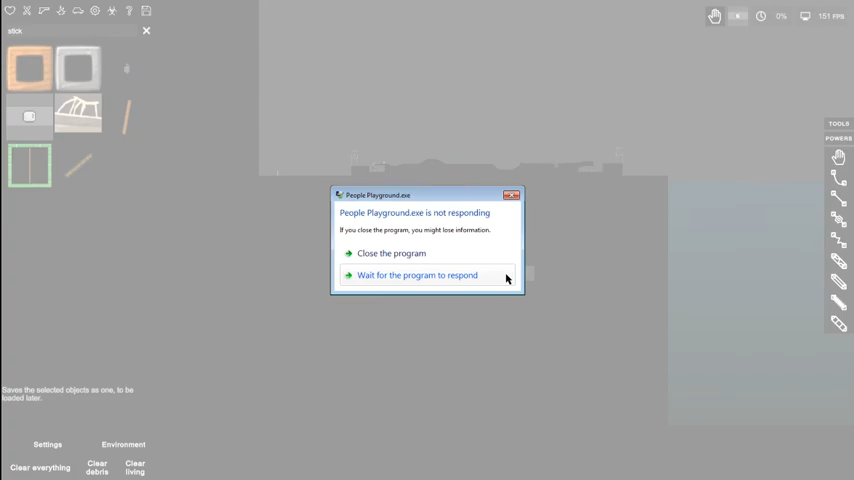 stick
0%
151 FPS
TOOLS
POWERS
People Playground.exe
People Playground.exe is not responding
If you close the program, you might lose information.
Close the program
Wait for the program to respond
Saves the selected objects as one, to be
loaded later.
Settings
Environment
Clear everything
Clear
debris
Clear
living